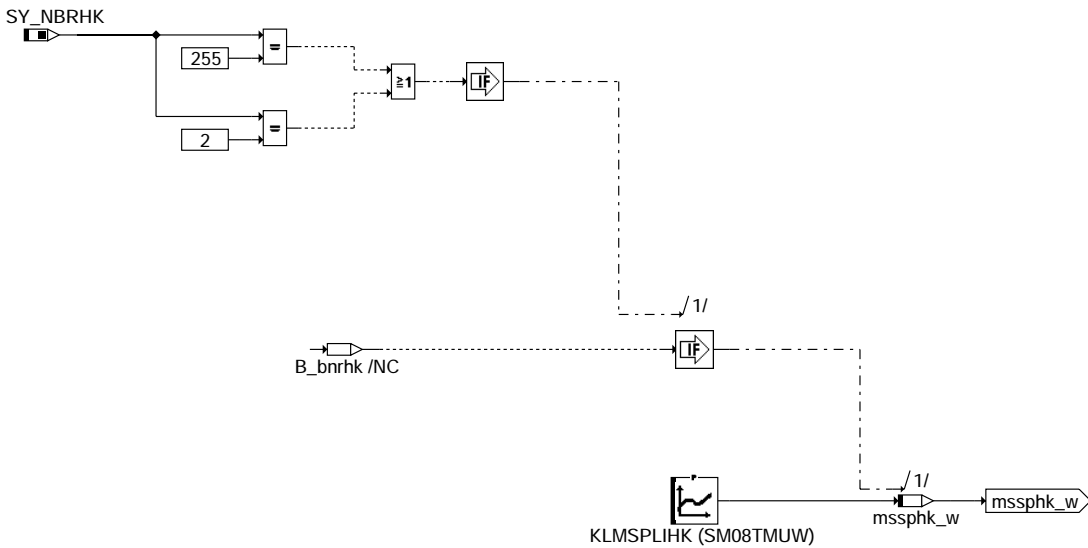 SY_NBRHK
255
=
≧1
IF
2
=
/1/
IF
B_bnrhk /NC
/1/
mssphk_w
mssphk_w
KLMSPLIHK (SM08TMUW)